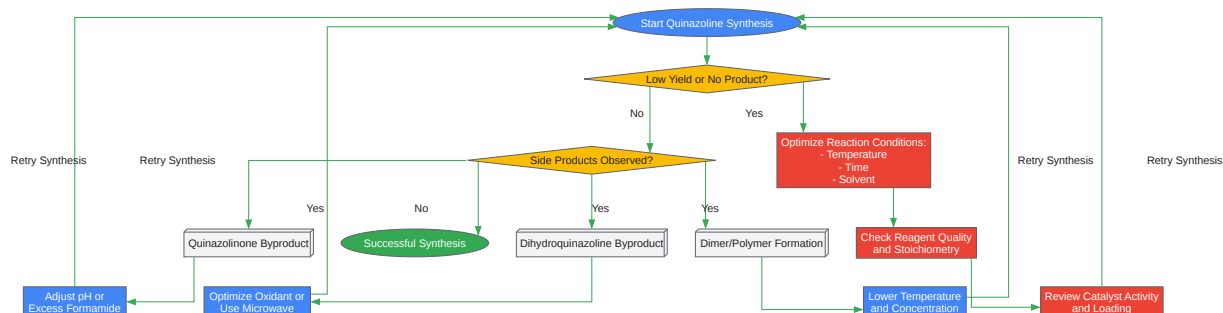 Start Quinazoline Synthesis
Low Yield or No Product?
No
Yes
Optimize Reaction Conditions:
- Temperature
- Time
- Solvent
Retry Synthesis
Retry Synthesis
Side Products Observed?
Retry Synthesis
Retry Synthesis
Yes
No
Yes
Yes
Quinazolinone Byproduct
Successful Synthesis
Dihydroquinazoline Byproduct
Dimer/Polymer Formation
Check Reagent Quality
and Stoichiometry
Adjust pH or
Excess Formamide
Optimize Oxidant or
Use Microwave
Lower Temperature
and Concentration
Review Catalyst Activity
and Loading